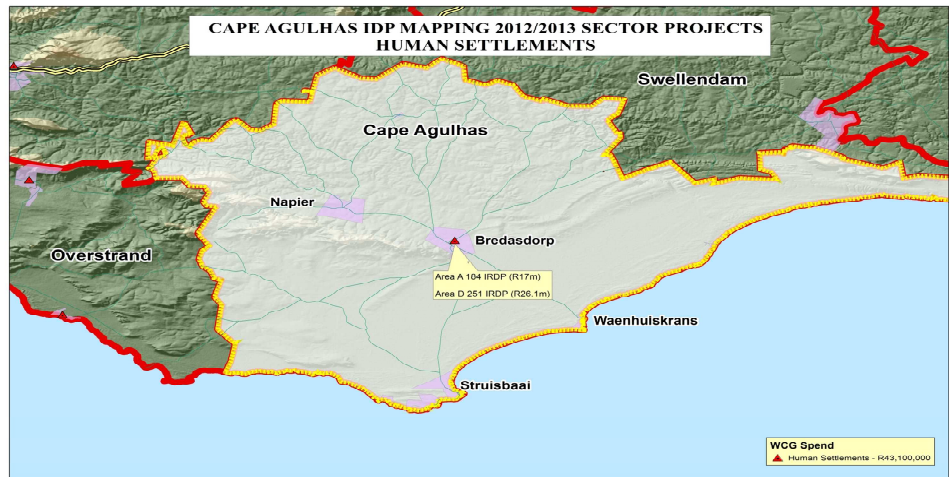 CAPE AGULHAS IDP MAPPING 2012/2013 SECTOR PROJECTS
HUMAN SETTLEMENTS
Swellendam
Cape Agulhas
Napier
Bredasdorp
Overstrand
Area A 104 IRDP (R17m)
Area D 251 IRDP (R26.1m)
Waenhuiskrans
Struisbaai
WCG Spend
Human Settlements - R43,100,000